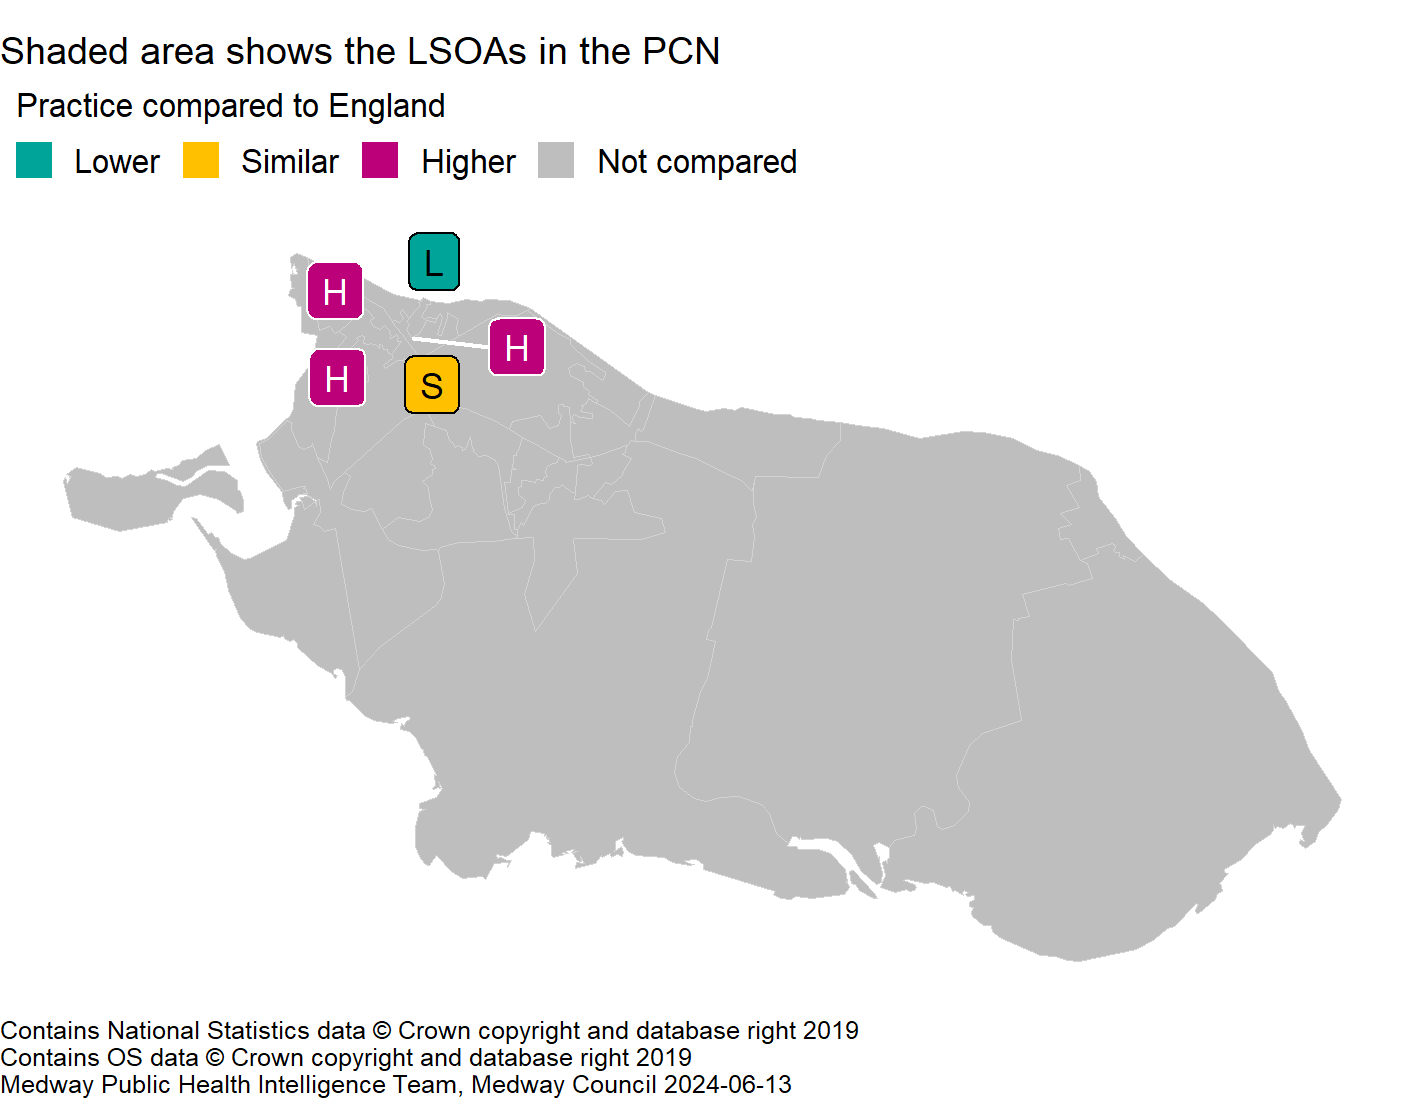 Shaded area shows the LSOAs in the PCN
Practice compared to England
Lower Similar Higher Not compared
L
H
H
H
S
Contains National Statistics data © Crown copyright and database right 2019
Contains OS data © Crown copyright and database right 2019
Medway Public Health Intelligence Team, Medway Council 2024-06-13